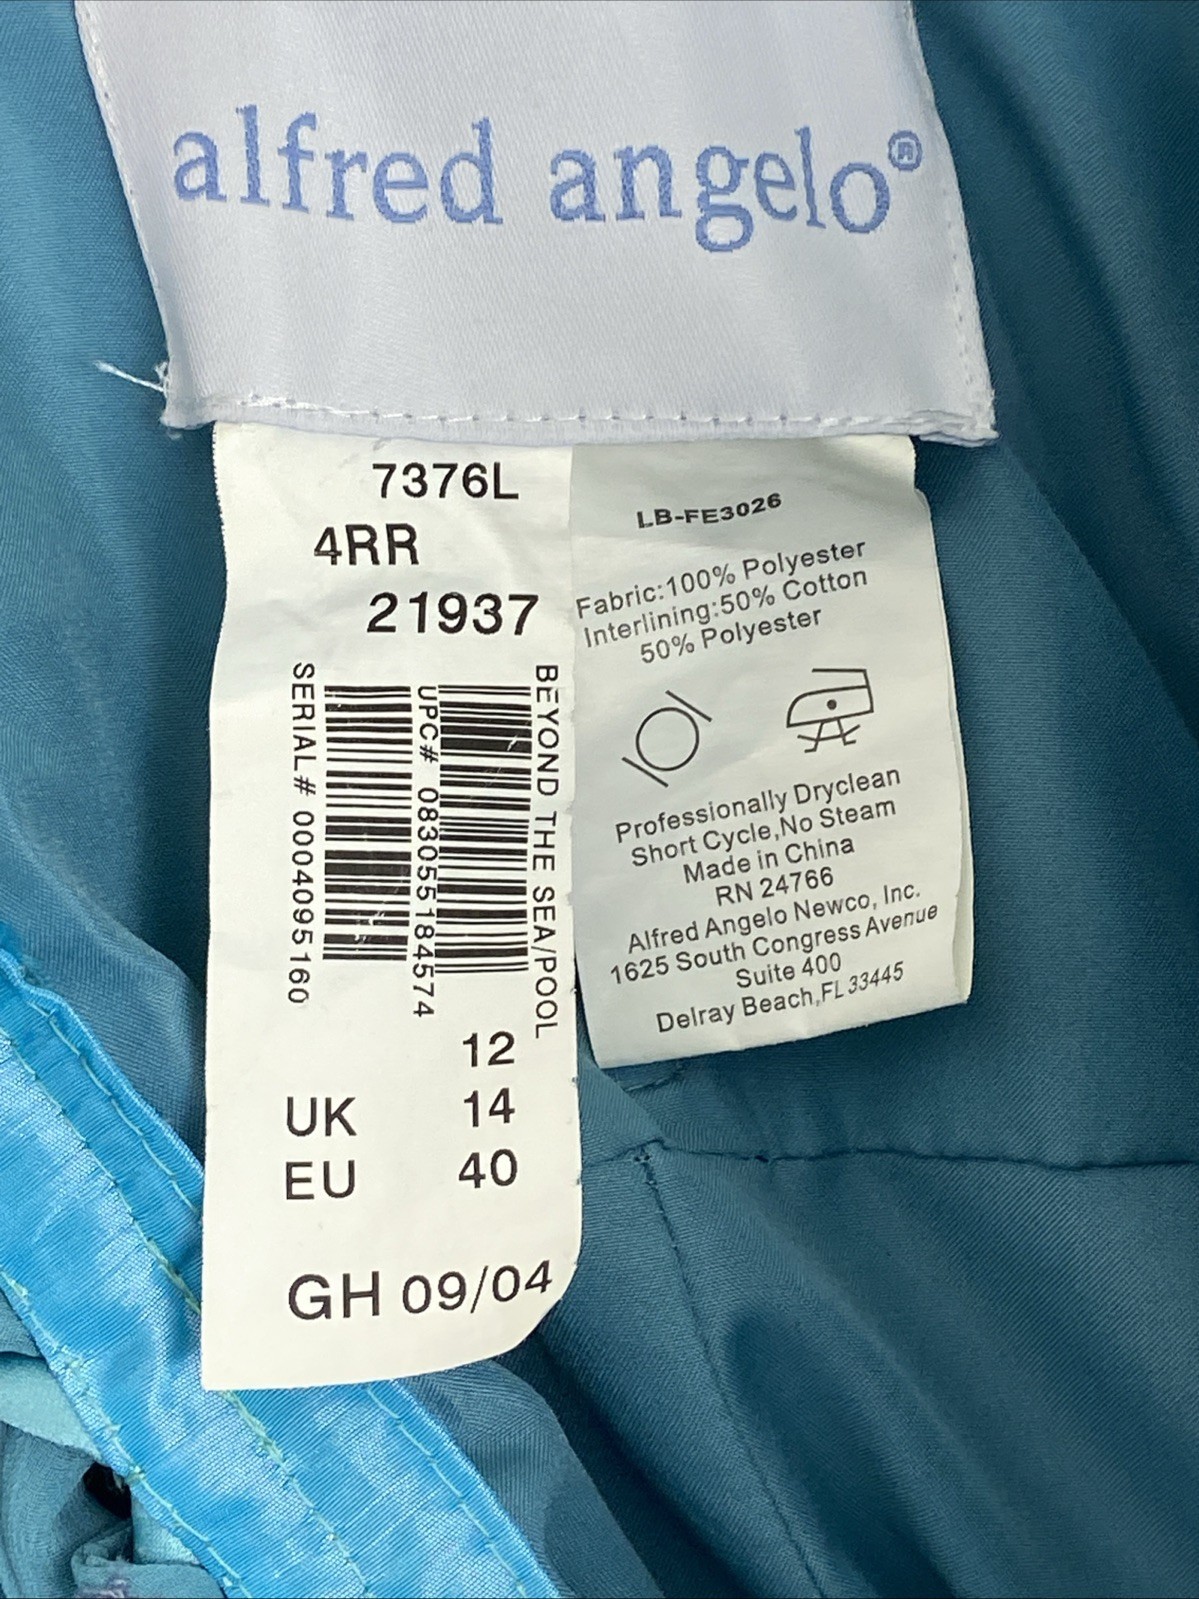 alfred angelo®
7376L
4RR
21937
BEYOND THE SEA/POOL
UPC# 083055184574
SERIAL# 0004095160
12
UK 14
EU 40
GH 09/04
LB-FE3026
Fabric:100% Polyester
Interlining:50% Cotton
50% Polyester
Professionally Dryclean
Short Cycle,No Steam
Made in China
RN 24766
Alfred Angelo Newco, Inc.
1625 South Congress Avenue
Suite 400
Delray Beach,FL 33445